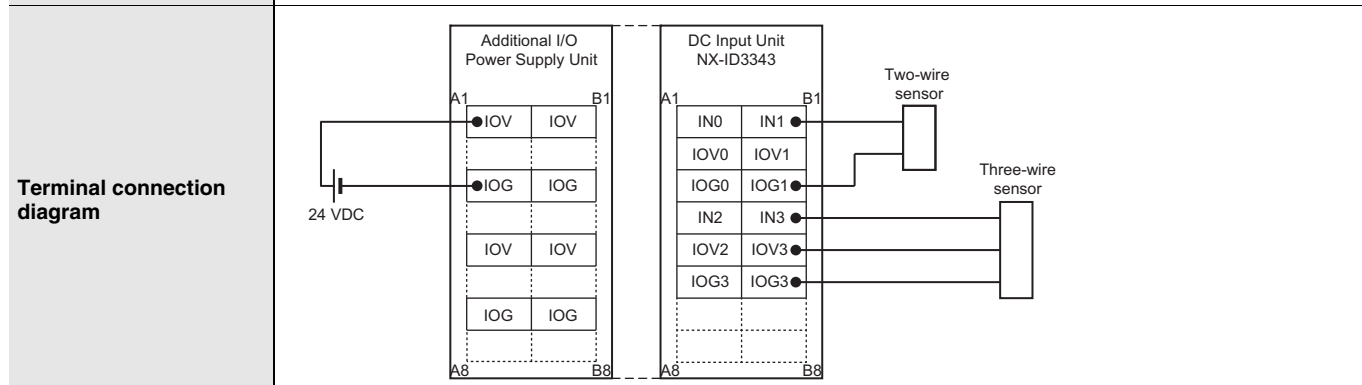 Terminal connection
diagram
24 VDC
Additional I/O
Power Supply Unit
A1 B1
IOV IOV
IOG IOG
IOV IOV
IOG IOG
A8 B8
DC Input Unit
NX-ID3343
A1 B1
IN0 IN1
IOV0 IOV1
IOG0 IOG1
IN2 IN3
IOV2 IOV3
IOG3 IOG3
A8 B8
Two-wire
sensor
Three-wire
sensor